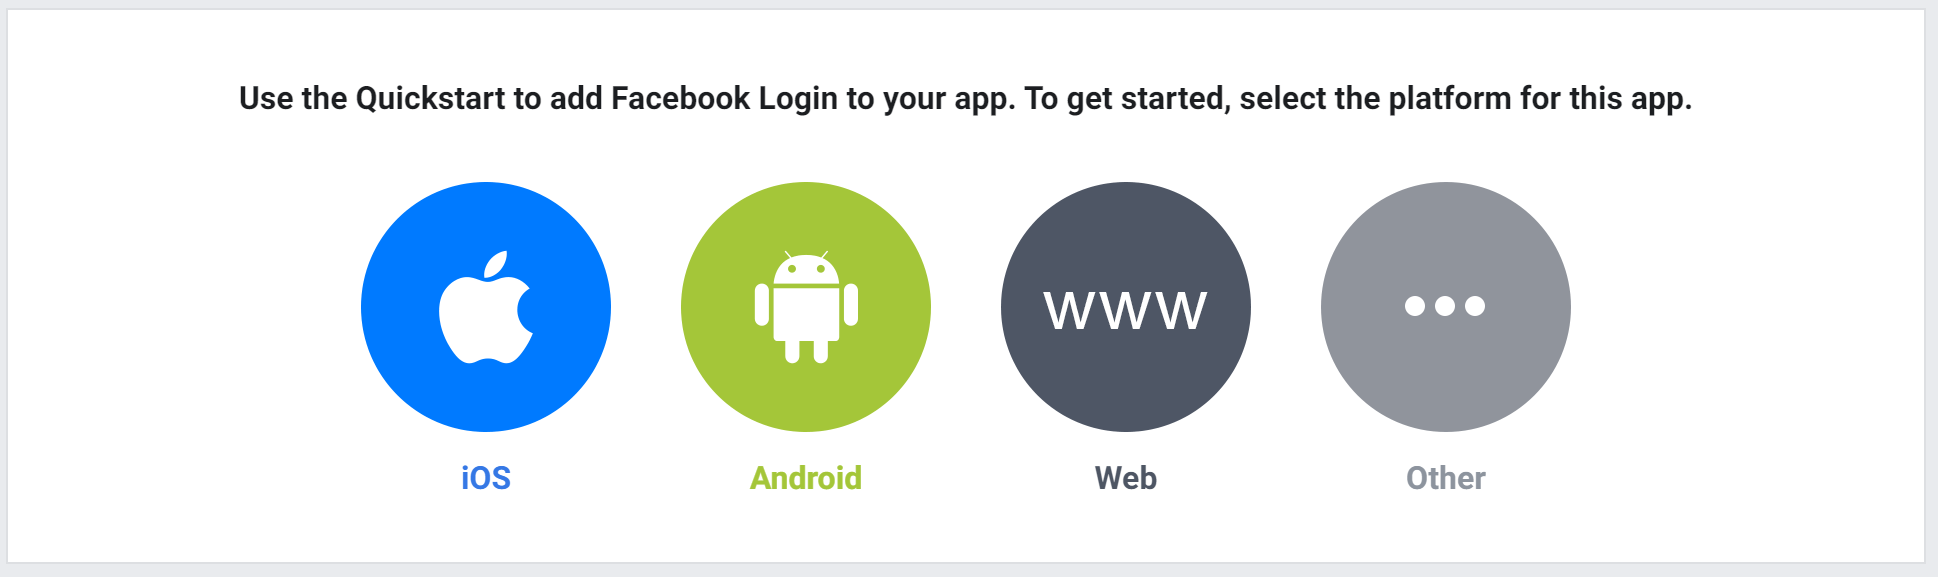 Use the Quickstart to add Facebook Login to your app. To get started, select the platform for this app.
www
iOS
Android
Web
Other